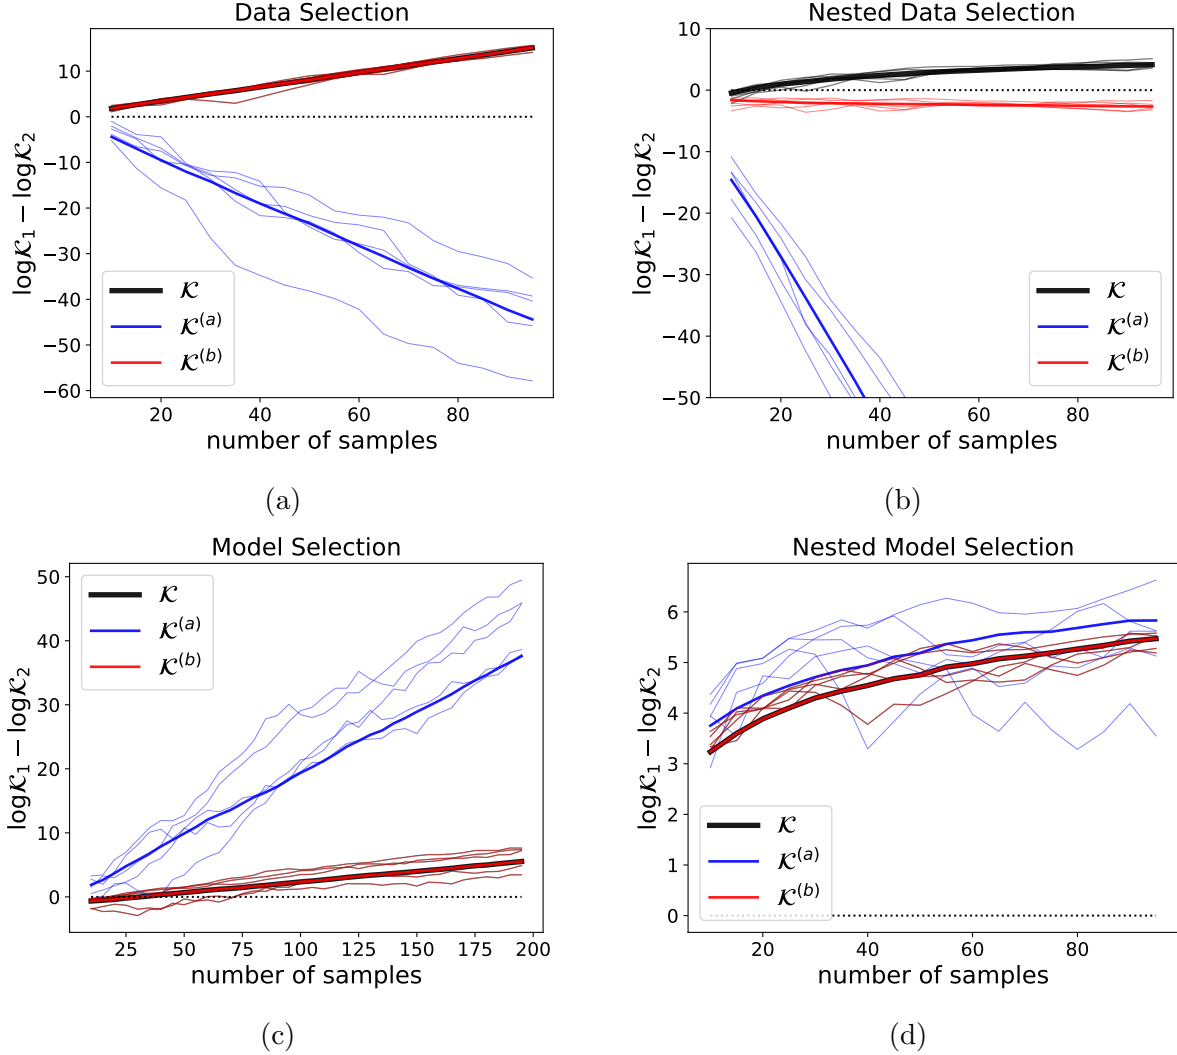 Data Selection
log𝒦₁ − log𝒦₂
10
0
−10
−20
−30
−40
−50
−60
𝒦
𝒦⁽ᵃ⁾
𝒦⁽ᵇ⁾
20 40 60 80
number of samples
(a)
Nested Data Selection
log𝒦₁ − log𝒦₂
10
0
−10
−20
−30
−40
−50
𝒦
𝒦⁽ᵃ⁾
𝒦⁽ᵇ⁾
20 40 60 80
number of samples
(b)
Model Selection
log𝒦₁ − log𝒦₂
50
40
30
20
10
0
𝒦
𝒦⁽ᵃ⁾
𝒦⁽ᵇ⁾
25 50 75 100 125 150 175 200
number of samples
(c)
Nested Model Selection
log𝒦₁ − log𝒦₂
6
5
4
3
2
1
0
𝒦
𝒦⁽ᵃ⁾
𝒦⁽ᵇ⁾
20 40 60 80
number of samples
(d)